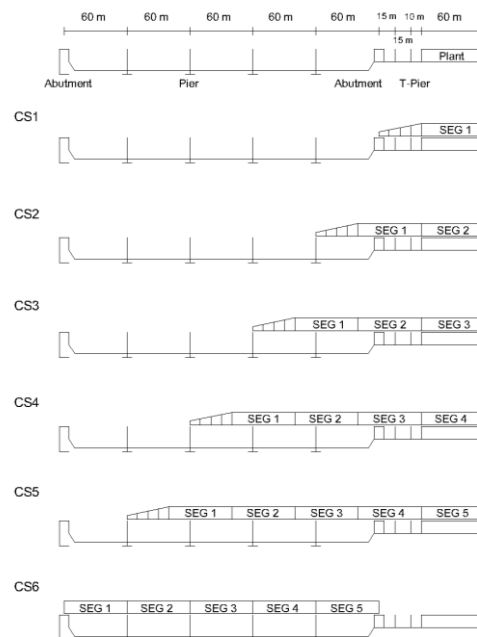 60 m 60 m 60 m 60 m 60 m 15 m 10 m 60 m
15 m
Plant
Abutment Pier Abutment T-Pier
CS1
SEG 1
CS2
SEG 1 SEG 2
CS3
SEG 1 SEG 2 SEG 3
CS4
SEG 1 SEG 2 SEG 3 SEG 4
CS5
SEG 1 SEG 2 SEG 3 SEG 4 SEG 5
CS6
SEG 1 SEG 2 SEG 3 SEG 4 SEG 5